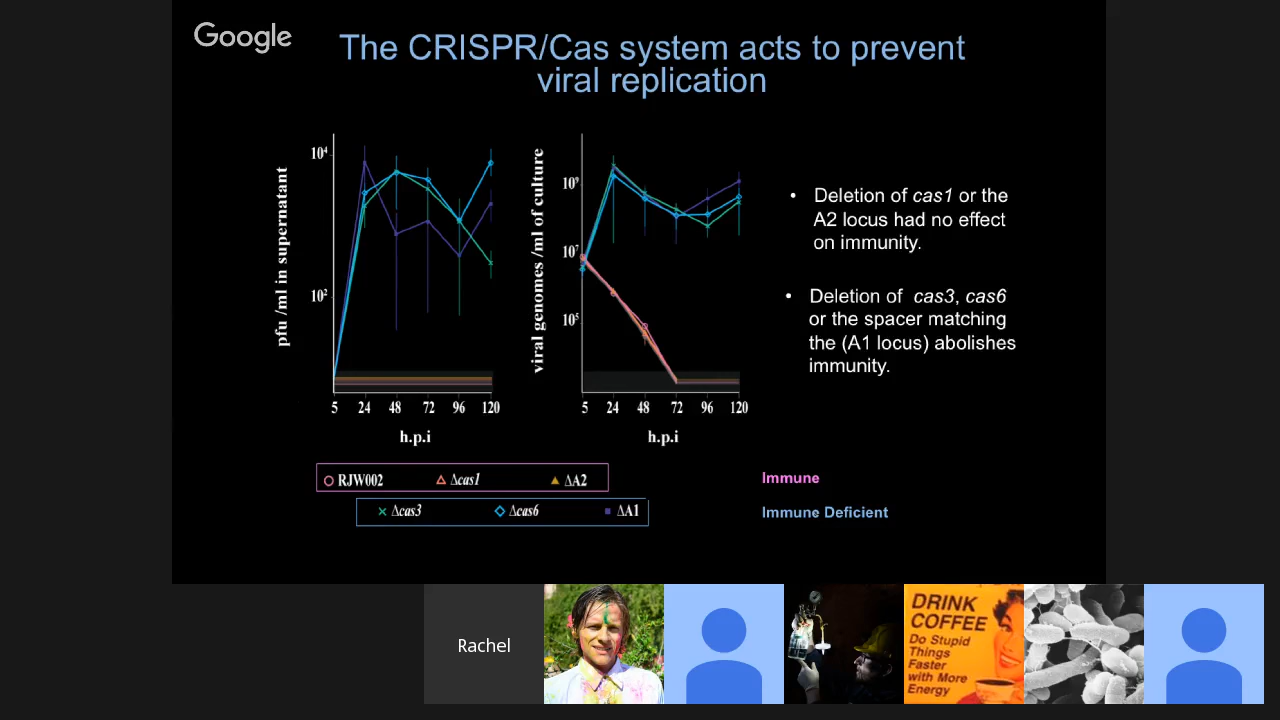 Google
The CRISPR/Cas system acts to prevent
viral replication
pfu /ml in supernatant
10⁴
10²
5 24 48 72 96 120
h.p.i
viral genomes /ml of culture
10⁹
10⁷
10⁵
5 24 48 72 96 120
h.p.i
• Deletion of cas1 or the
A2 locus had no effect
on immunity.
• Deletion of cas3, cas6
or the spacer matching
the (A1 locus) abolishes
immunity.
RJW002 Δcas1 ΔA2
Δcas3 Δcas6 ΔA1
Immune
Immune Deficient
Rachel
DRINK
COFFEE
Do Stupid
Things
Faster
with More
Energy